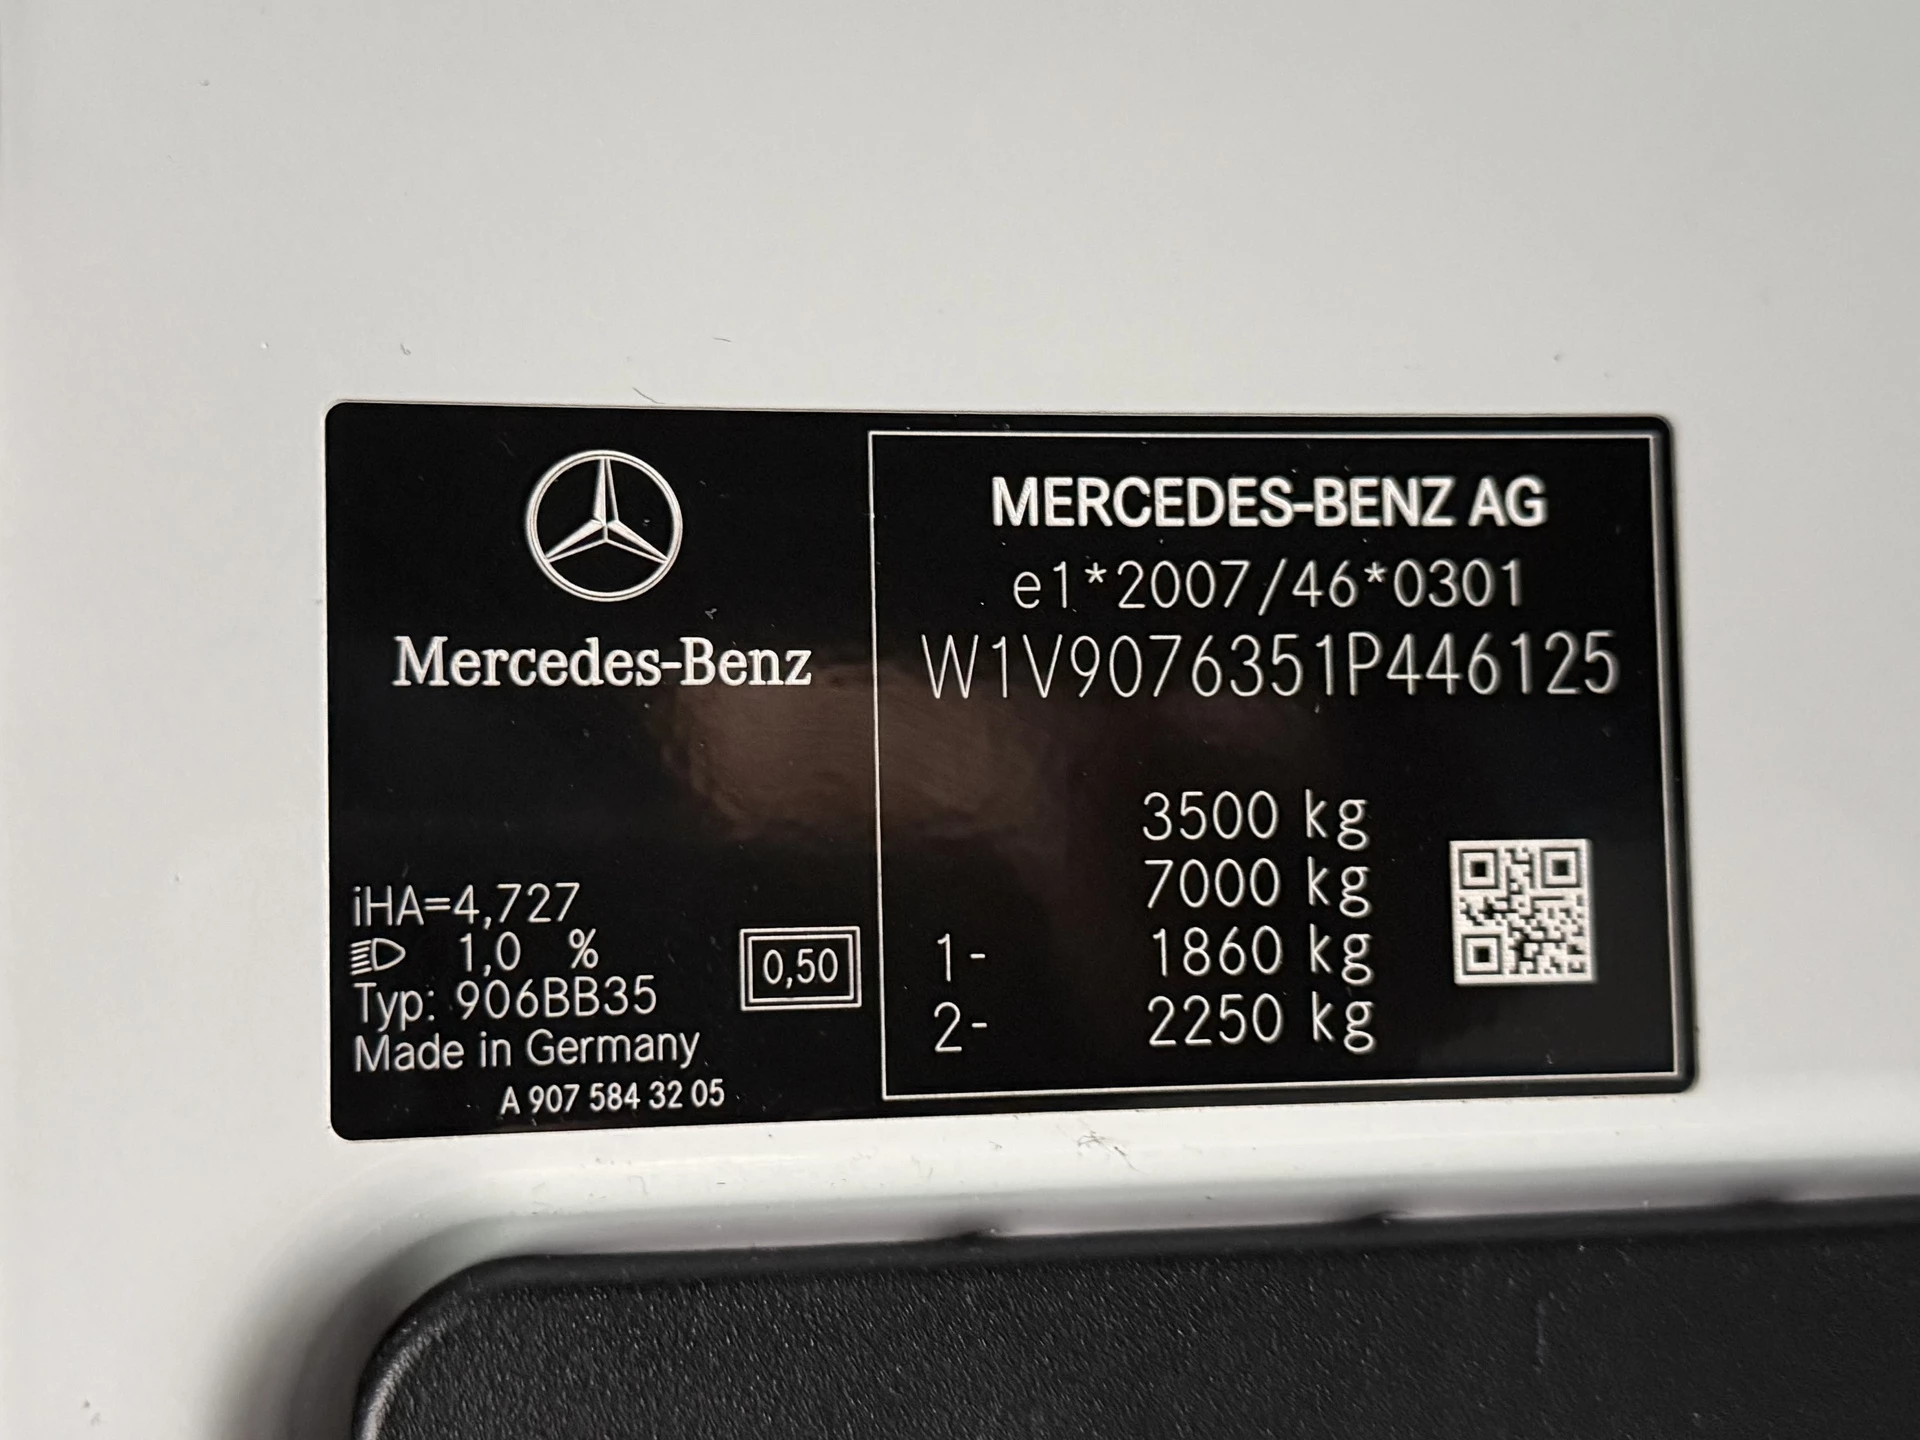 Mercedes-Benz
iHA=4,727
1,0 %
Typ: 906BB35
Made in Germany
A 907 584 32 05
0,50
MERCEDES-BENZ AG
e1*2007/46*0301
W1V9076351P446125
3500 kg
7000 kg
1- 1860 kg
2- 2250 kg